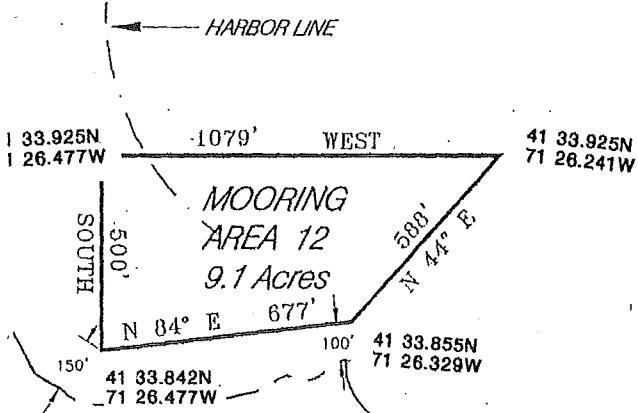 HARBOR LINE
1 33.925N
1 26.477W
1079' WEST
41 33.925N
71 26.241W
MOORING
AREA 12
9.1 Acres
SOUTH
500'
588'
N 44° E
N 84° E 677'
150'
100'
41 33.842N
71 26.477W
41 33.855N
71 26.329W